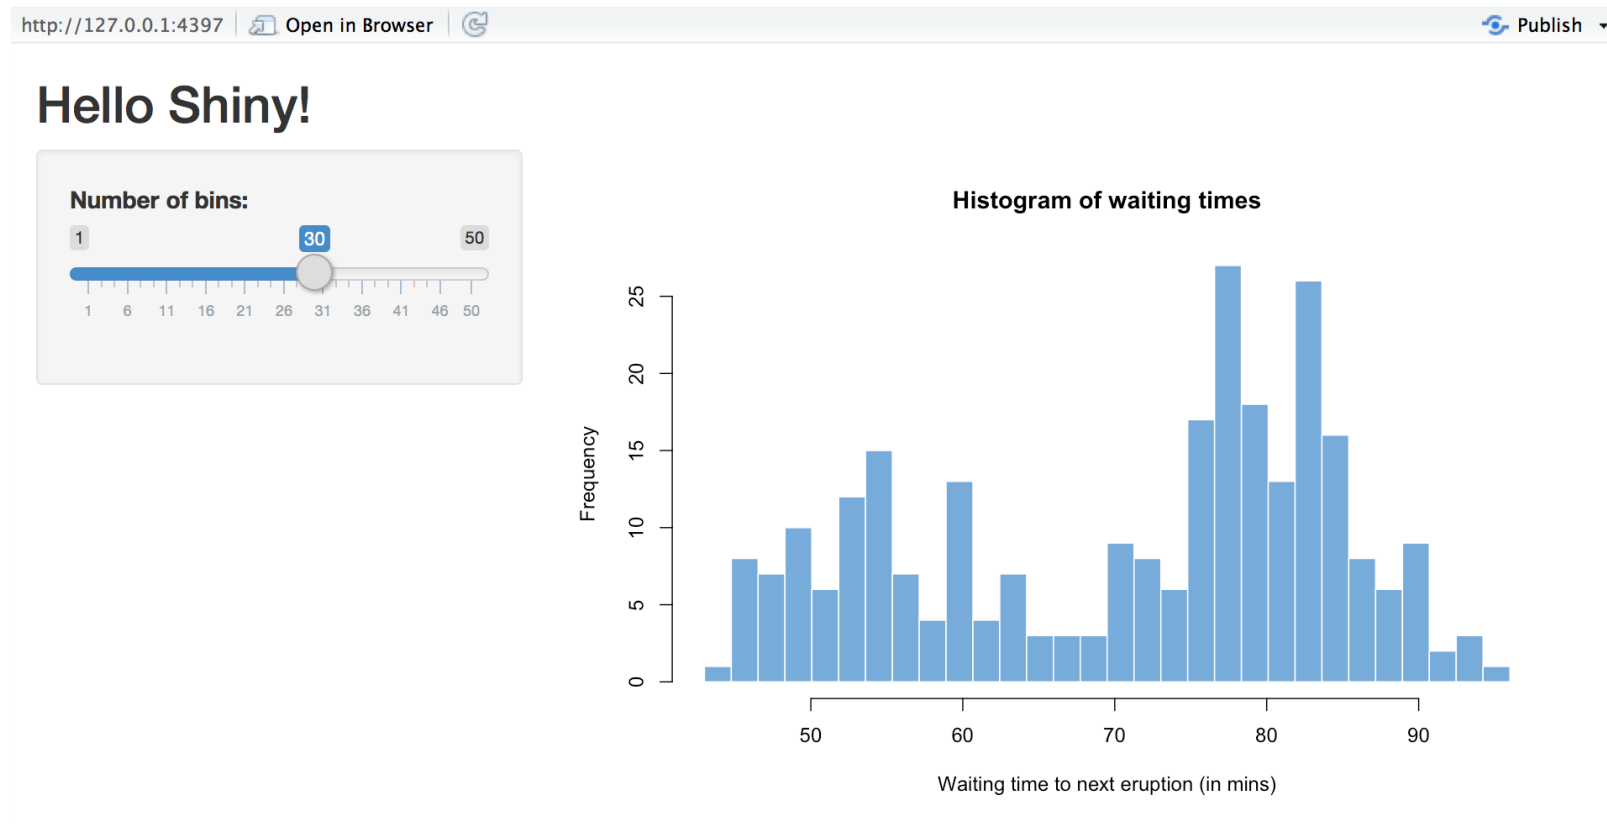 http://127.0.0.1:4397 Open in Browser Publish
Hello Shiny!
Number of bins:
1 30 50
1 6 11 16 21 26 31 36 41 46 50
Histogram of waiting times
Frequency
25
20
15
10
5
0
50 60 70 80 90
Waiting time to next eruption (in mins)